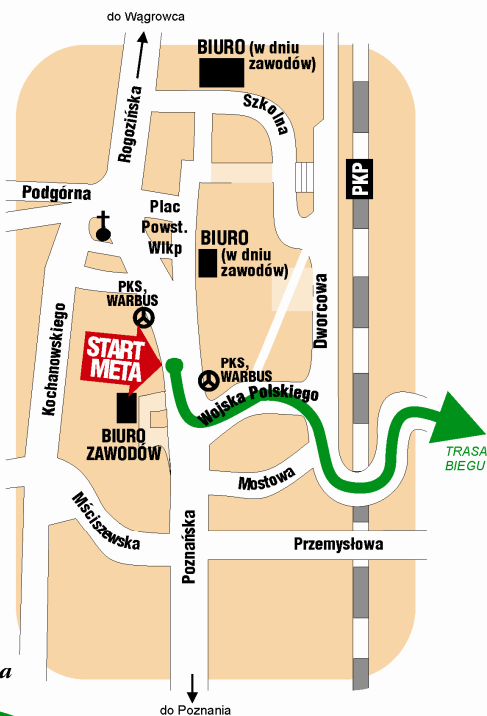 do Wągrowca
BIURO (w dniu
zawodów)
Szkolna
Rogozińska
PKP
Podgórna
Plac
Powst.
Wlkp
BIURO
(w dniu
zawodów)
PKS,
WARBUS
Dworcowa
Kochanowskiego
START
META
PKS,
WARBUS
Wojska Polskiego
BIURO
ZAWODÓW
TRASA
BIEGU
Mostowa
Mściszewska
Poznańska
Przemysłowa
a
do Poznania